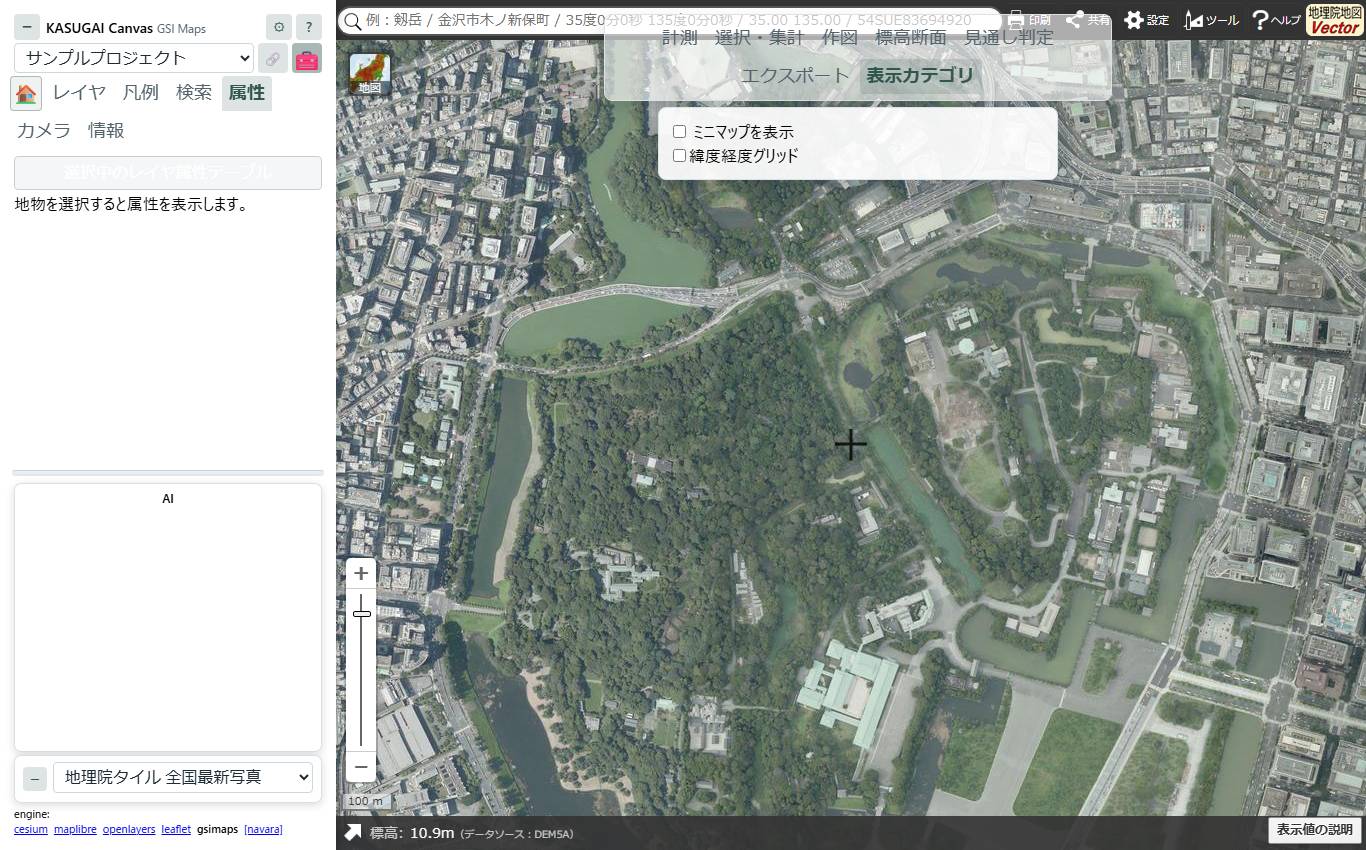 − KASUGAI Canvas GSI Maps ⚙ ?
サンプルプロジェクト
レイヤ 凡例 検索 属性
カメラ 情報
選択中のレイヤ属性テーブル
地物を選択すると属性を表示します。
AI
− 地理院タイル 全国最新写真
engine:
cesium maplibre openlayers leaflet gsimaps [navara]
例：剱岳 / 金沢市木ノ新保町 / 35度0分0秒 135度0分0秒 / 35.00 135.00 / 54SUE83694920
印刷 共有 設定 ツール ヘルプ
地理院地図
Vector
計測 選択・集計 作図 標高断面 見通し判定
エクスポート 表示カテゴリ
ミニマップを表示
緯度経度グリッド
地図
+
−
100 m
標高: 10.9m (データソース：DEM5A)
表示値の説明